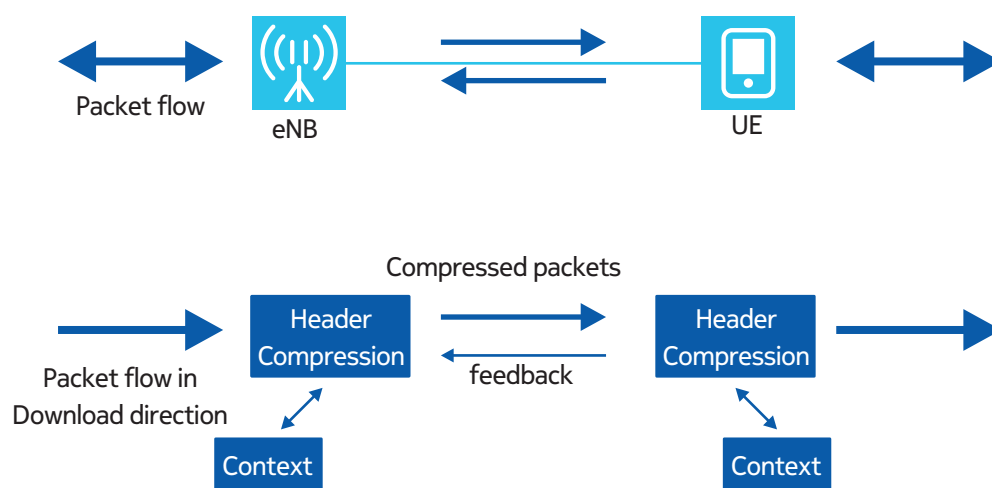 Packet flow
eNB
UE
Compressed packets
Header
Compression
Header
Compression
feedback
Packet flow in
Download direction
Context
Context